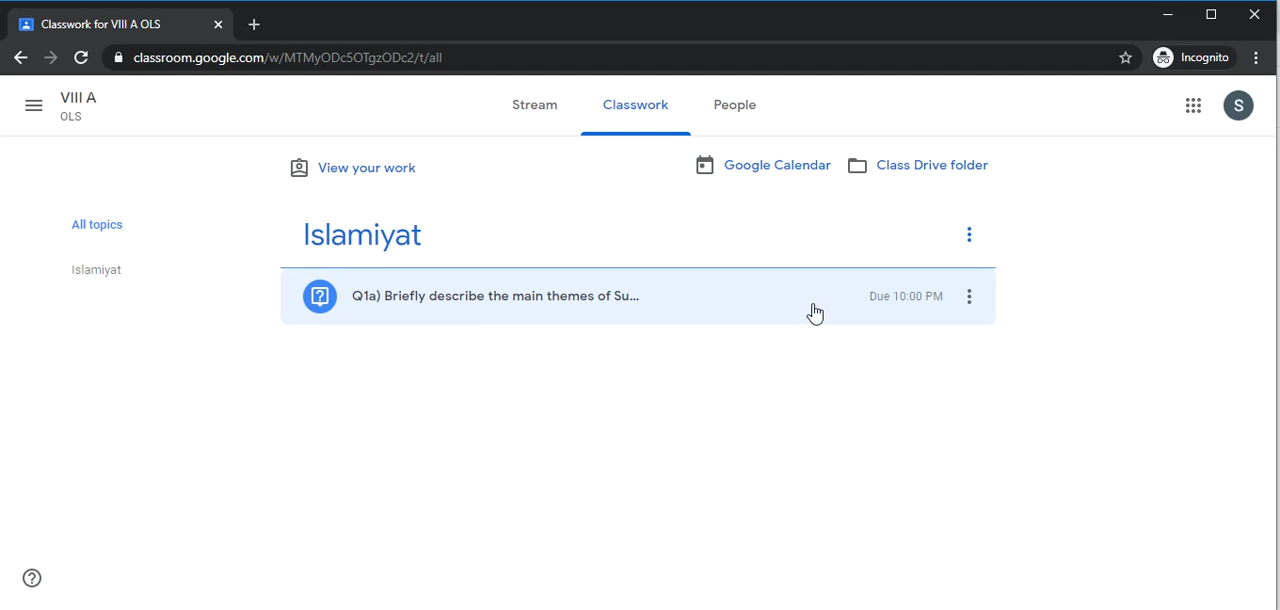 Classwork for VIII A OLS
classroom.google.com/w/MTMyODc5OTgzODc2/t/all
Incognito
VIII A
OLS
Stream
Classwork
People
S
View your work
Google Calendar
Class Drive folder
All topics
Islamiyat
Islamiyat
Q1a) Briefly describe the main themes of Su...
Due 10:00 PM